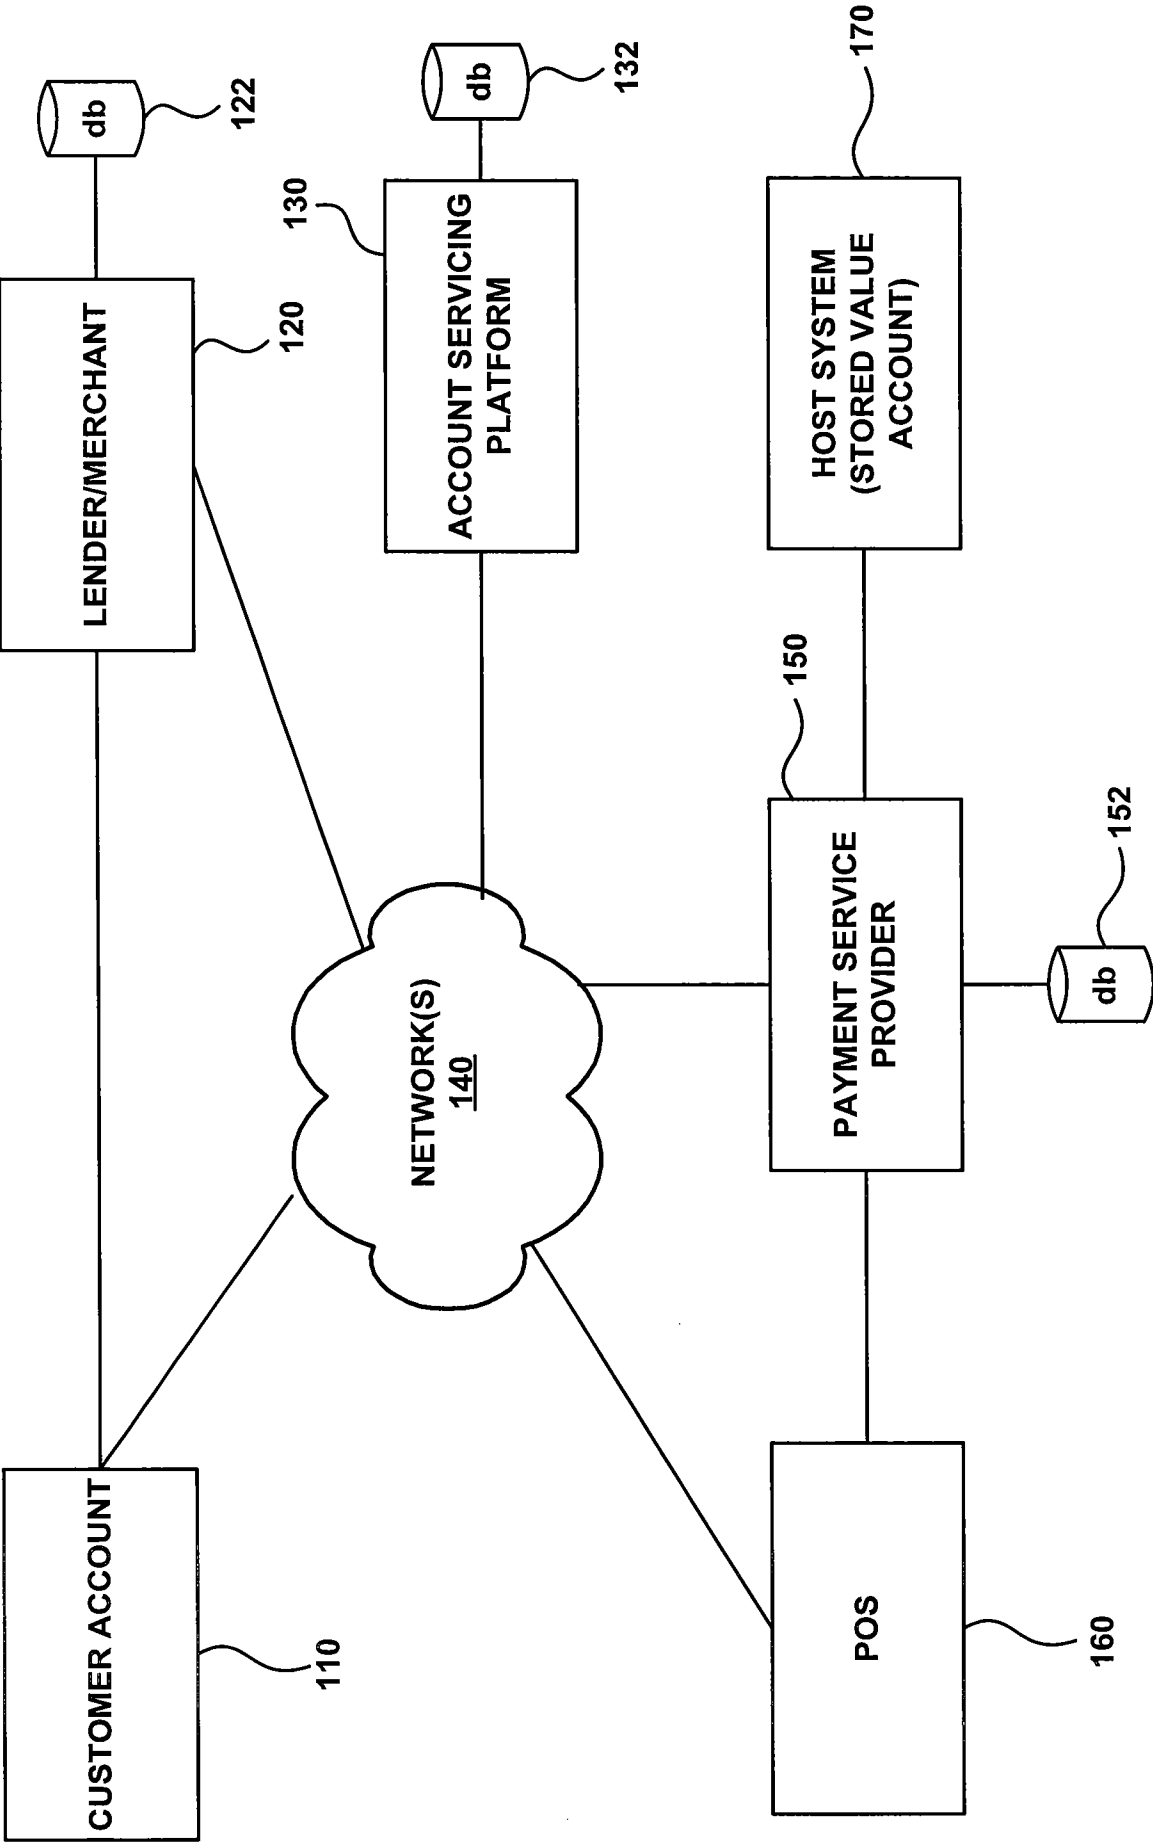 CUSTOMER ACCOUNT
110
LENDER/MERCHANT
120
db
122
NETWORK(S)
140
ACCOUNT SERVICING
PLATFORM
130
db
132
POS
160
PAYMENT SERVICE
PROVIDER
150
db
152
HOST SYSTEM
(STORED VALUE
ACCOUNT)
170